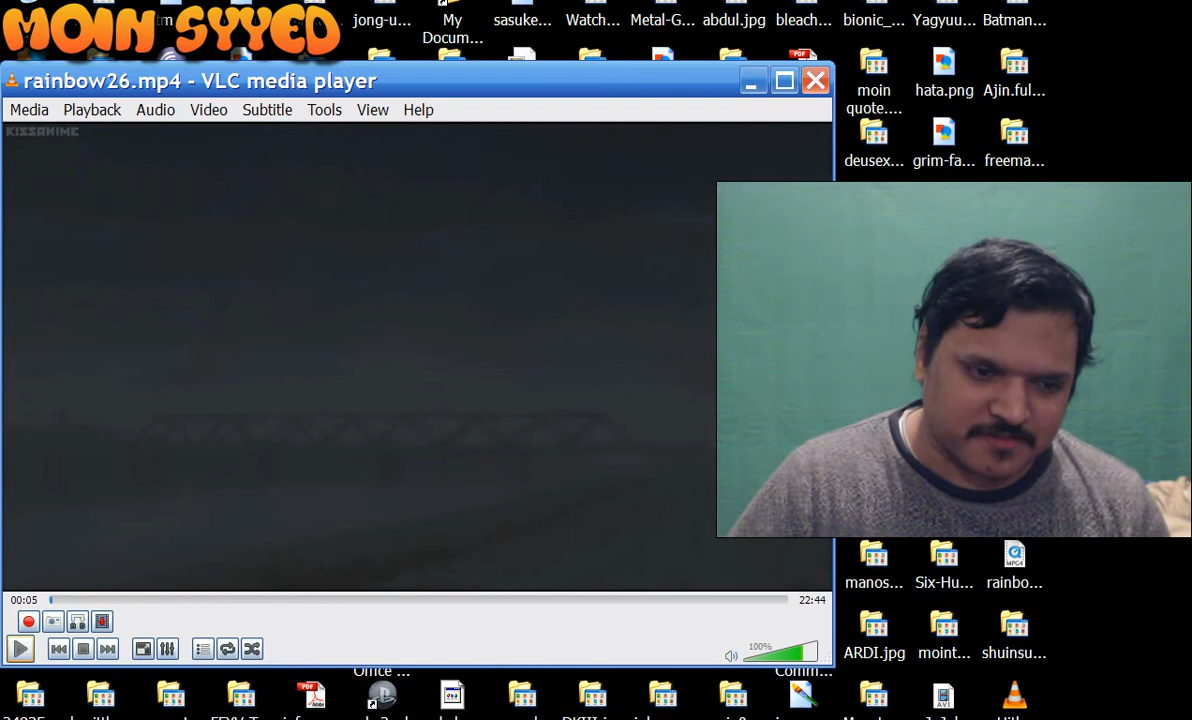 jong-u...
My Docum...
sasuke...
Watch...
Metal-G...
abdul.jpg
bleach...
bionic_...
Yagyuu...
Batman...
MOIN SYYED
rainbow26.mp4 - VLC media player
Media Playback Audio Video Subtitle Tools View Help
KISSANIME
moin quote....
hata.png
Ajin.ful...
deusex...
grim-fa...
freema...
00:05
22:44
100%
manos...
Six-Hu...
rainbo...
ARDI.jpg
moint...
shuinsu...
Office ...
Comm...